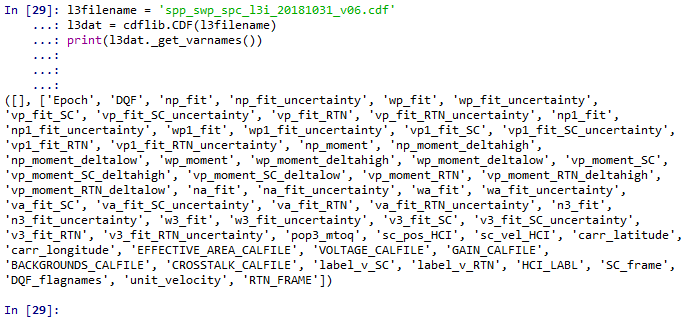 In [29]: l3filename = 'spp_swp_spc_l3i_20181031_v06.cdf'
    ...: l3dat = cdflib.CDF(l3filename)
    ...: print(l3dat._get_varnames())
    ...:
    ...:
    ...:
([], ['Epoch', 'DQF', 'np_fit', 'np_fit_uncertainty', 'wp_fit', 'wp_fit_uncertainty',
'vp_fit_SC', 'vp_fit_SC_uncertainty', 'vp_fit_RTN', 'vp_fit_RTN_uncertainty', 'np1_fit',
'np1_fit_uncertainty', 'wp1_fit', 'wp1_fit_uncertainty', 'vp1_fit_SC', 'vp1_fit_SC_uncertainty',
'vp1_fit_RTN', 'vp1_fit_RTN_uncertainty', 'np_moment', 'np_moment_deltahigh',
'np_moment_deltalow', 'wp_moment', 'wp_moment_deltahigh', 'wp_moment_deltalow', 'vp_moment_SC',
'vp_moment_SC_deltahigh', 'vp_moment_SC_deltalow', 'vp_moment_RTN', 'vp_moment_RTN_deltahigh',
'vp_moment_RTN_deltalow', 'na_fit', 'na_fit_uncertainty', 'wa_fit', 'wa_fit_uncertainty',
'va_fit_SC', 'va_fit_SC_uncertainty', 'va_fit_RTN', 'va_fit_RTN_uncertainty', 'n3_fit',
'n3_fit_uncertainty', 'w3_fit', 'w3_fit_uncertainty', 'v3_fit_SC', 'v3_fit_SC_uncertainty',
'v3_fit_RTN', 'v3_fit_RTN_uncertainty', 'pop3_mtoq', 'sc_pos_HCI', 'sc_vel_HCI', 'carr_latitude',
'carr_longitude', 'EFFECTIVE_AREA_CALFILE', 'VOLTAGE_CALFILE', 'GAIN_CALFILE',
'BACKGROUNDS_CALFILE', 'CROSSTALK_CALFILE', 'label_v_SC', 'label_v_RTN', 'HCI_LABL', 'SC_frame',
'DQF_flagnames', 'unit_velocity', 'RTN_FRAME'])
In [29]: